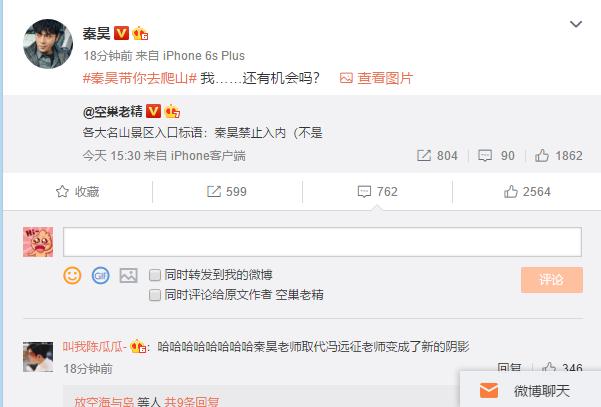 秦昊
18分钟前 来自 iPhone 6s Plus
#秦昊带你去爬山# 我……还有机会吗？ 查看图片
@空巢老精
各大名山景区入口标语：秦昊禁止入内（不是
今天 15:30 来自 iPhone客户端
804 90 1862
收藏 599 762 2564
Hi~
GIF 同时转发到我的微博
同时评论给原文作者 空巢老精
评论
叫我陈瓜瓜-：哈哈哈哈哈哈哈哈秦昊老师取代冯远征老师变成了新的阴影
18分钟前 回复 346
放空海与岛 等人 共9条回复
微博聊天